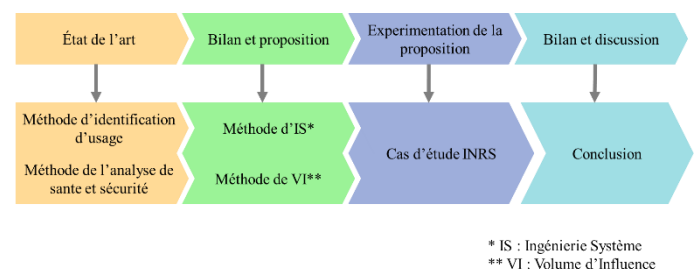 État de l'art
Bilan et proposition
Experimentation de la
proposition
Bilan et discussion
Méthode d'identification
d'usage
Méthode de l'analyse de
sante et sécurité
Méthode d'IS*
Méthode de VI**
Cas d'étude INRS
Conclusion
* IS : Ingénierie Système
** VI : Volume d'Influence